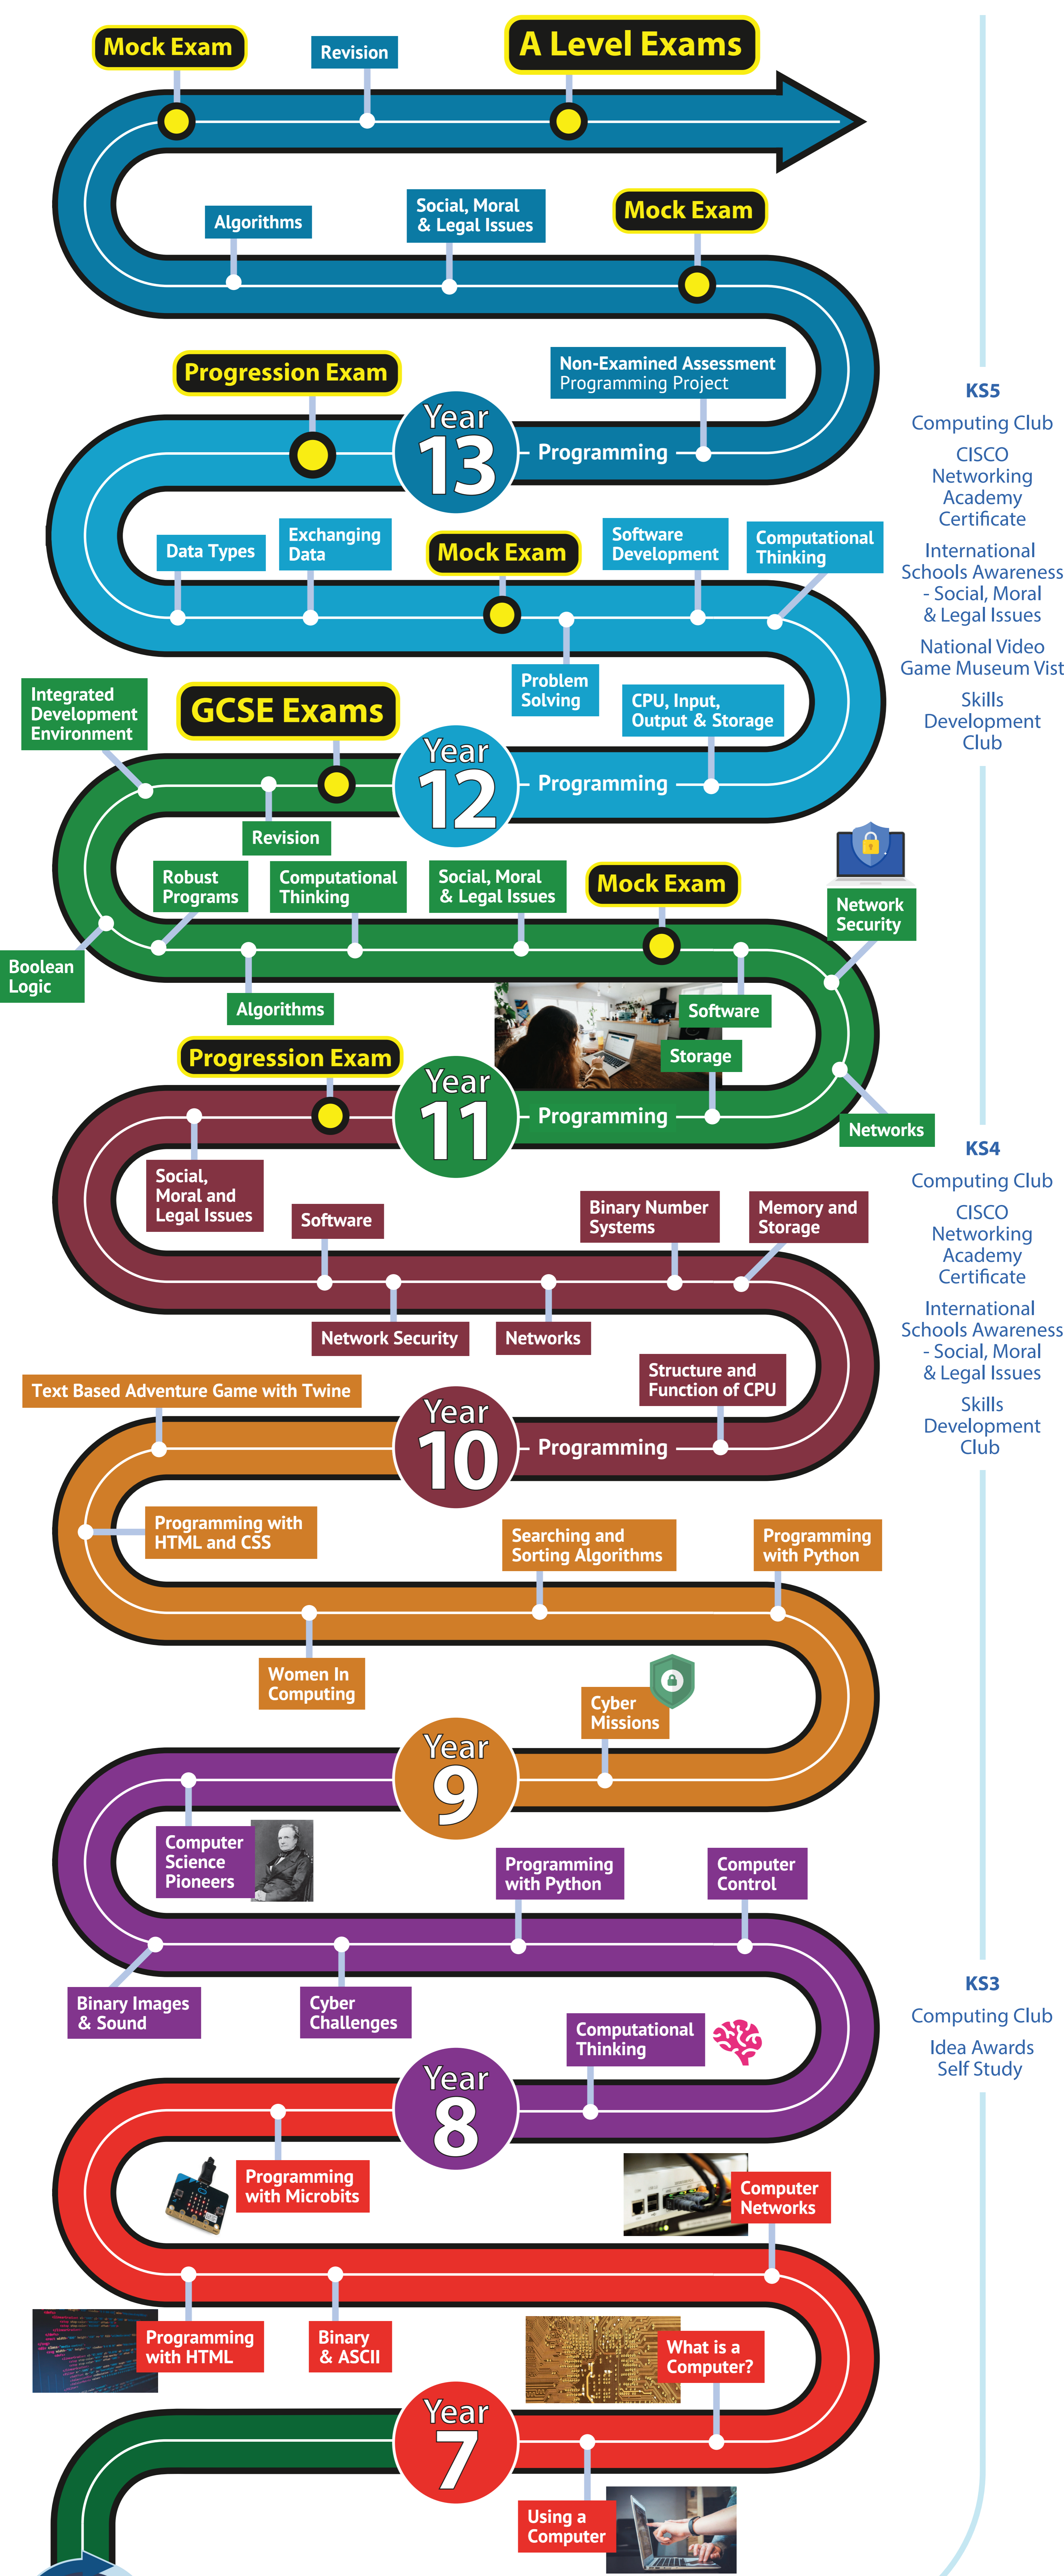 Mock Exam
Revision
A Level Exams
Algorithms
Social, Moral
& Legal Issues
Mock Exam
Progression Exam
Non-Examined Assessment
Programming Project
Year
13
Programming
Data Types
Exchanging
Data
Mock Exam
Software
Development
Computational
Thinking
Problem
Solving
CPU, Input,
Output & Storage
Integrated
Development
Environment
GCSE Exams
Year
12
Programming
Revision
Robust
Programs
Computational
Thinking
Social, Moral
& Legal Issues
Mock Exam
Network
Security
Boolean
Logic
Algorithms
Software
Storage
Progression Exam
Year
11
Programming
Networks
Social,
Moral and
Legal Issues
Software
Binary Number
Systems
Memory and
Storage
Network Security
Networks
Structure and
Function of CPU
Text Based Adventure Game with Twine
Year
10
Programming
Programming with
HTML and CSS
Searching and
Sorting Algorithms
Programming
with Python
Women In
Computing
Cyber
Missions
Year
9
Computer
Science
Pioneers
Programming
with Python
Computer
Control
Binary Images
& Sound
Cyber
Challenges
Computational
Thinking
Year
8
Programming
with Microbits
Computer
Networks
Programming
with HTML
Binary
& ASCII
What is a
Computer?
Year
7
Using a
Computer
KS5
Computing Club
CISCO
Networking
Academy
Certificate
International
Schools Awareness
- Social, Moral
& Legal Issues
National Video
Game Museum Vist
Skills
Development
Club
KS4
Computing Club
CISCO
Networking
Academy
Certificate
International
Schools Awareness
- Social, Moral
& Legal Issues
Skills
Development
Club
KS3
Computing Club
Idea Awards
Self Study